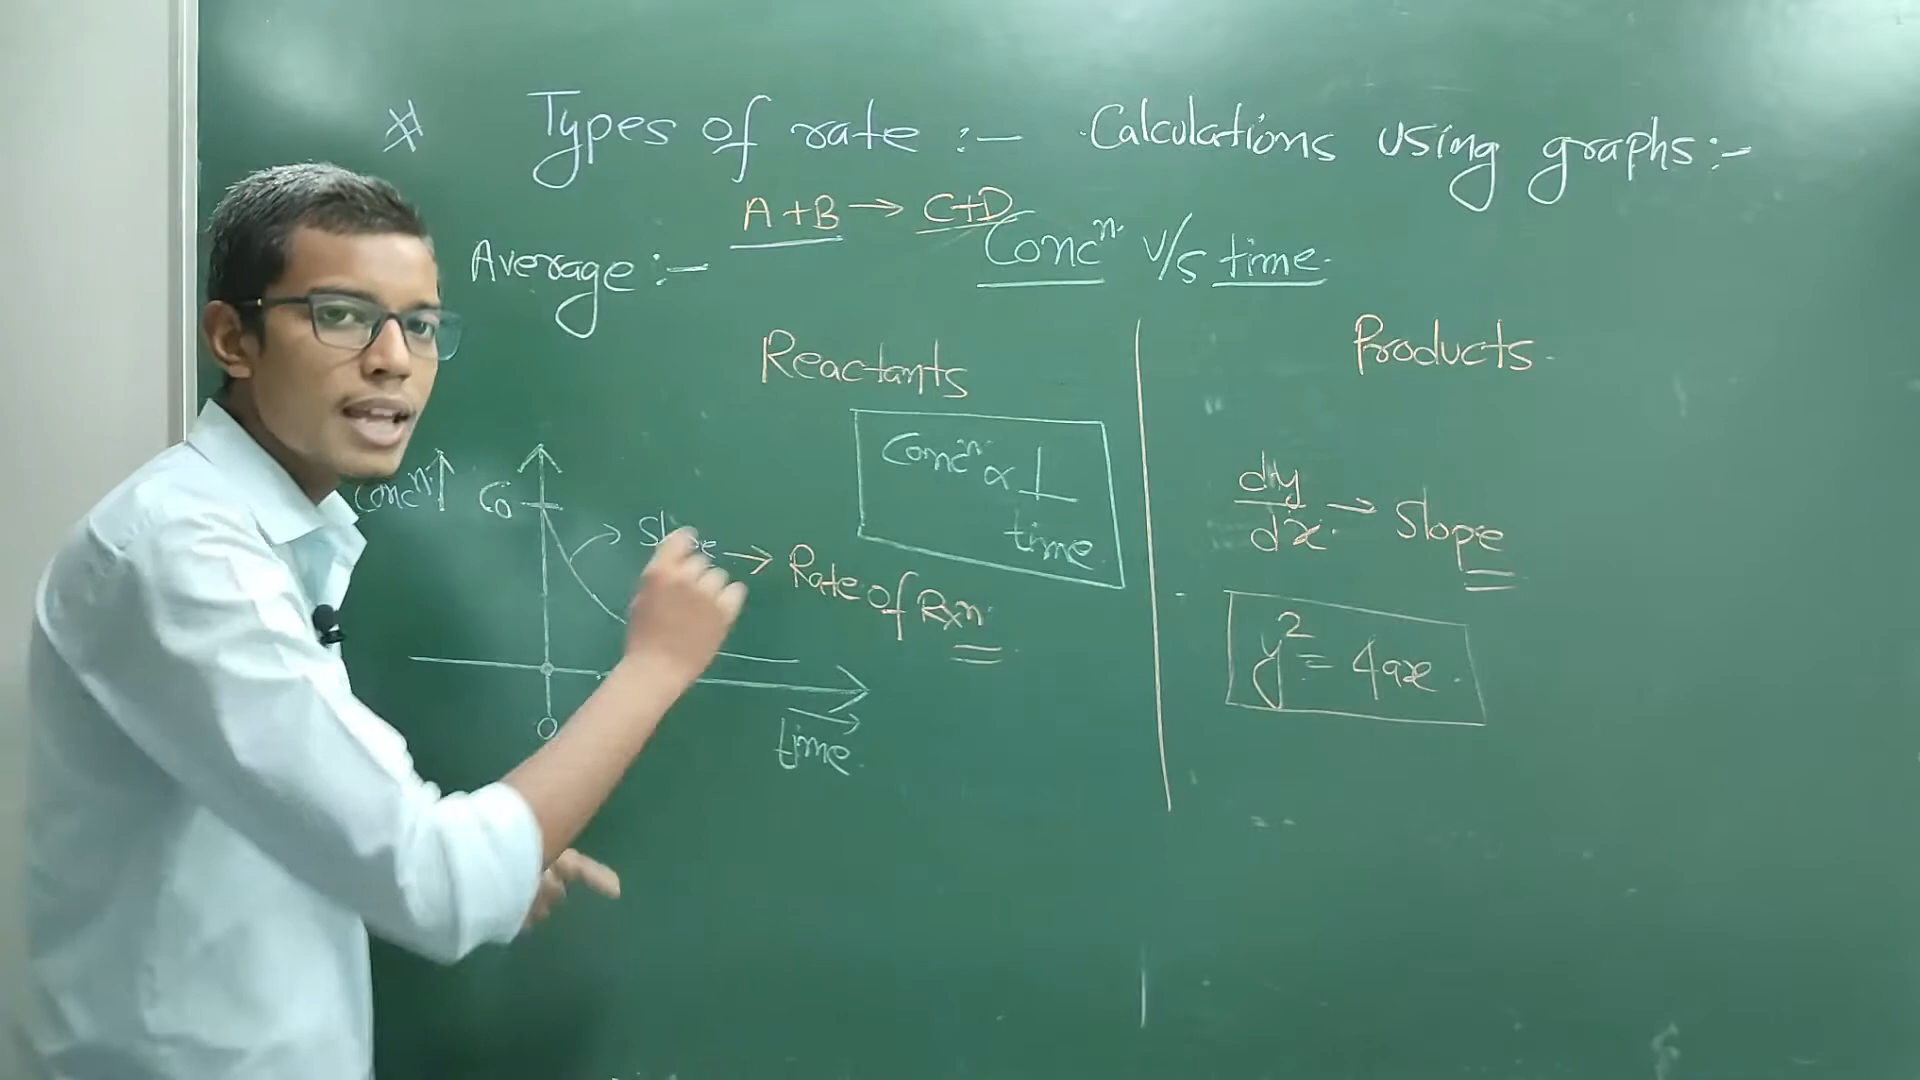 * Types of rate :- Calculations using graphs :-
A + B → C + D
Average :- Concⁿ. v/s time.
Reactants
Products.
Concⁿ ↑
C₀
Slope → Rate of Rxn.
Concⁿ. ∝ 1/time.
dy/dx → Slope
y² = 4ax.
O
time.